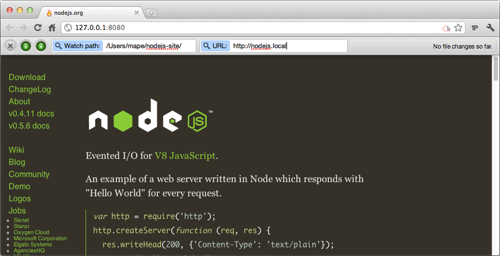 nodejs.org
127.0.0.1:8080
Watch path: /Users/mape/nodejs-site/ URL: http://nodejs.local No file changes so far.
Download
ChangeLog
About
v0.4.11 docs
v0.5.6 docs
Wiki
Blog
Community
Demo
Logos
Jobs
Sienet
Starz
Oxygen Cloud
Microsoft Corporation
Elgato Systems
AgenciesHQ
node JS ™
Evented I/O for V8 JavaScript.
An example of a web server written in Node which responds with
"Hello World" for every request.
var http = require('http');
http.createServer(function (req, res) {
res.writeHead(200, {'Content-Type': 'text/plain'});